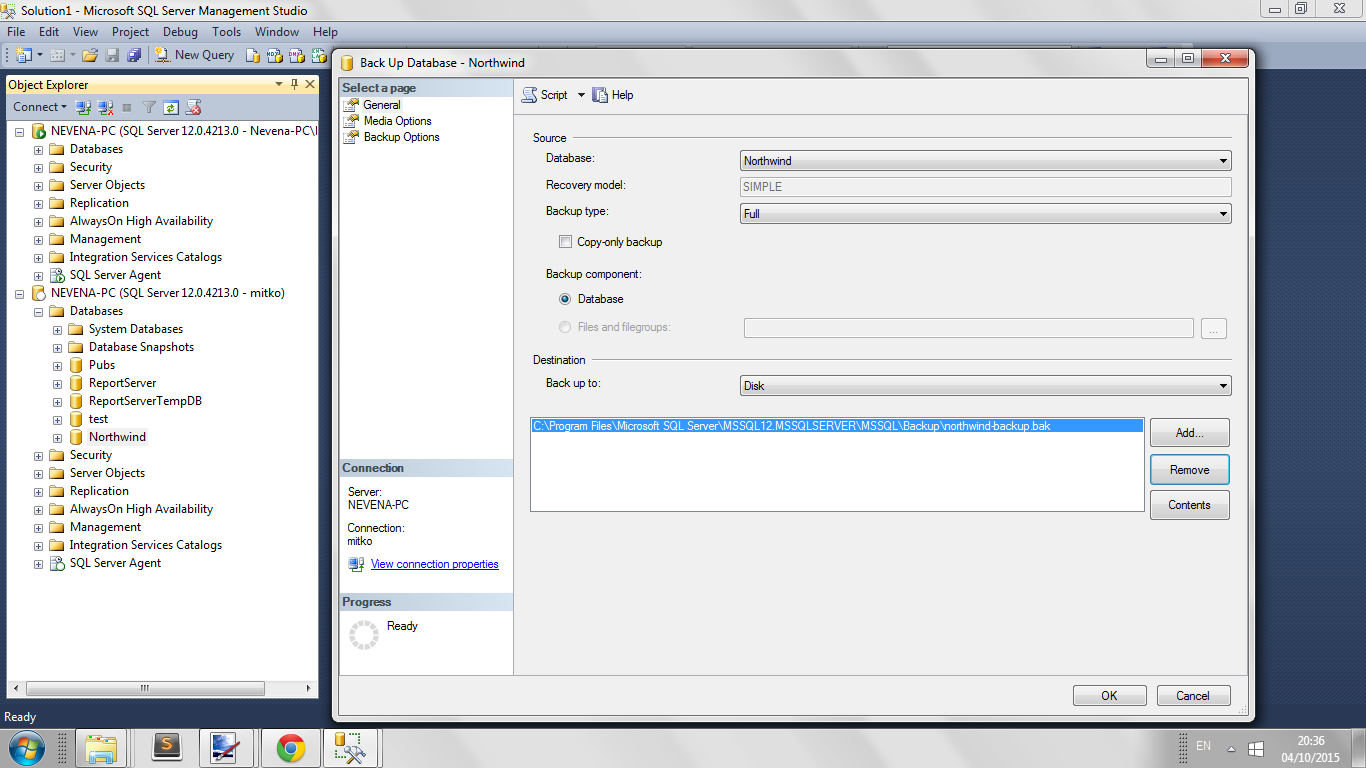 Solution1 - Microsoft SQL Server Management Studio
File Edit View Project Debug Tools Window Help
New Query
Object Explorer
Connect
NEVENA-PC (SQL Server 12.0.4213.0 - Nevena-PC\
Databases
Security
Server Objects
Replication
AlwaysOn High Availability
Management
Integration Services Catalogs
SQL Server Agent
NEVENA-PC (SQL Server 12.0.4213.0 - mitko)
Databases
System Databases
Database Snapshots
Pubs
ReportServer
ReportServerTempDB
test
Northwind
Security
Server Objects
Replication
AlwaysOn High Availability
Management
Integration Services Catalogs
SQL Server Agent
Ready
Back Up Database - Northwind
Select a page
General
Media Options
Backup Options
Connection
Server:
NEVENA-PC
Connection:
mitko
View connection properties
Progress
Ready
Script Help
Source
Database: Northwind
Recovery model: SIMPLE
Backup type: Full
Copy-only backup
Backup component:
Database
Files and filegroups: ...
Destination
Back up to: Disk
C:\Program Files\Microsoft SQL Server\MSSQL12.MSSQLSERVER\MSSQL\Backup\northwind-backup.bak
Add...
Remove
Contents
OK Cancel
EN
20:36
04/10/2015